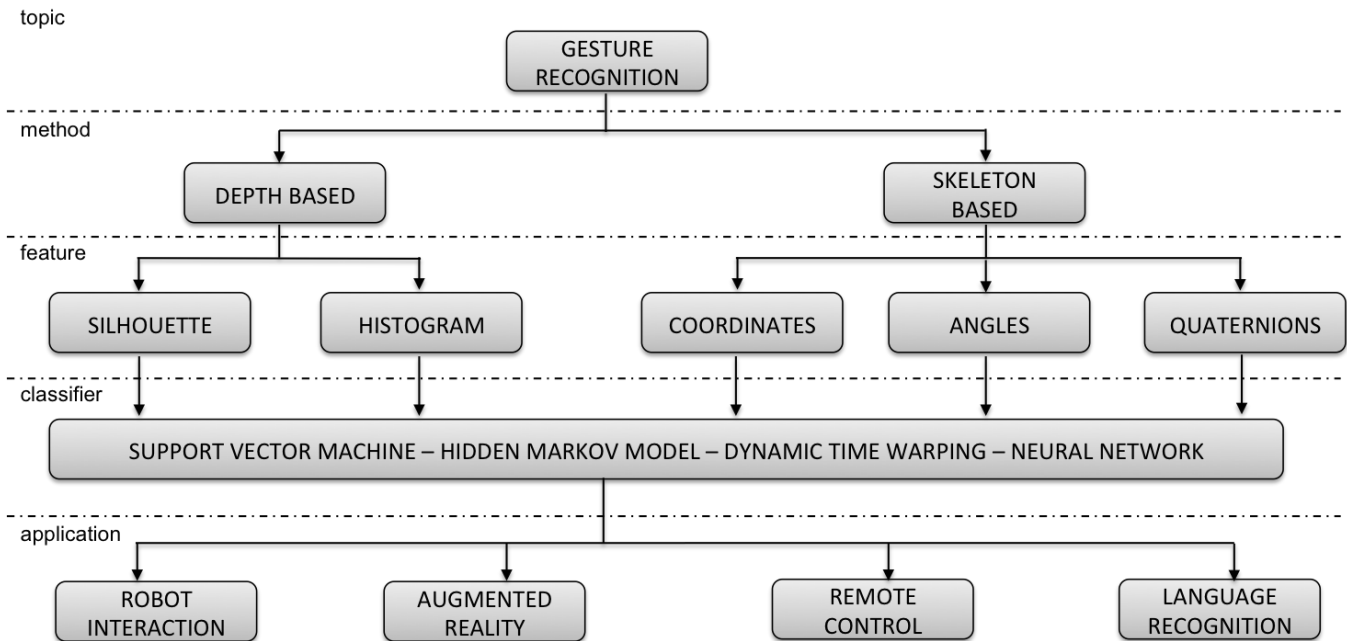 topic
GESTURE
RECOGNITION
method
DEPTH BASED
SKELETON
BASED
feature
SILHOUETTE
HISTOGRAM
COORDINATES
ANGLES
QUATERNIONS
classifier
SUPPORT VECTOR MACHINE – HIDDEN MARKOV MODEL – DYNAMIC TIME WARPING – NEURAL NETWORK
application
ROBOT
INTERACTION
AUGMENTED
REALITY
REMOTE
CONTROL
LANGUAGE
RECOGNITION